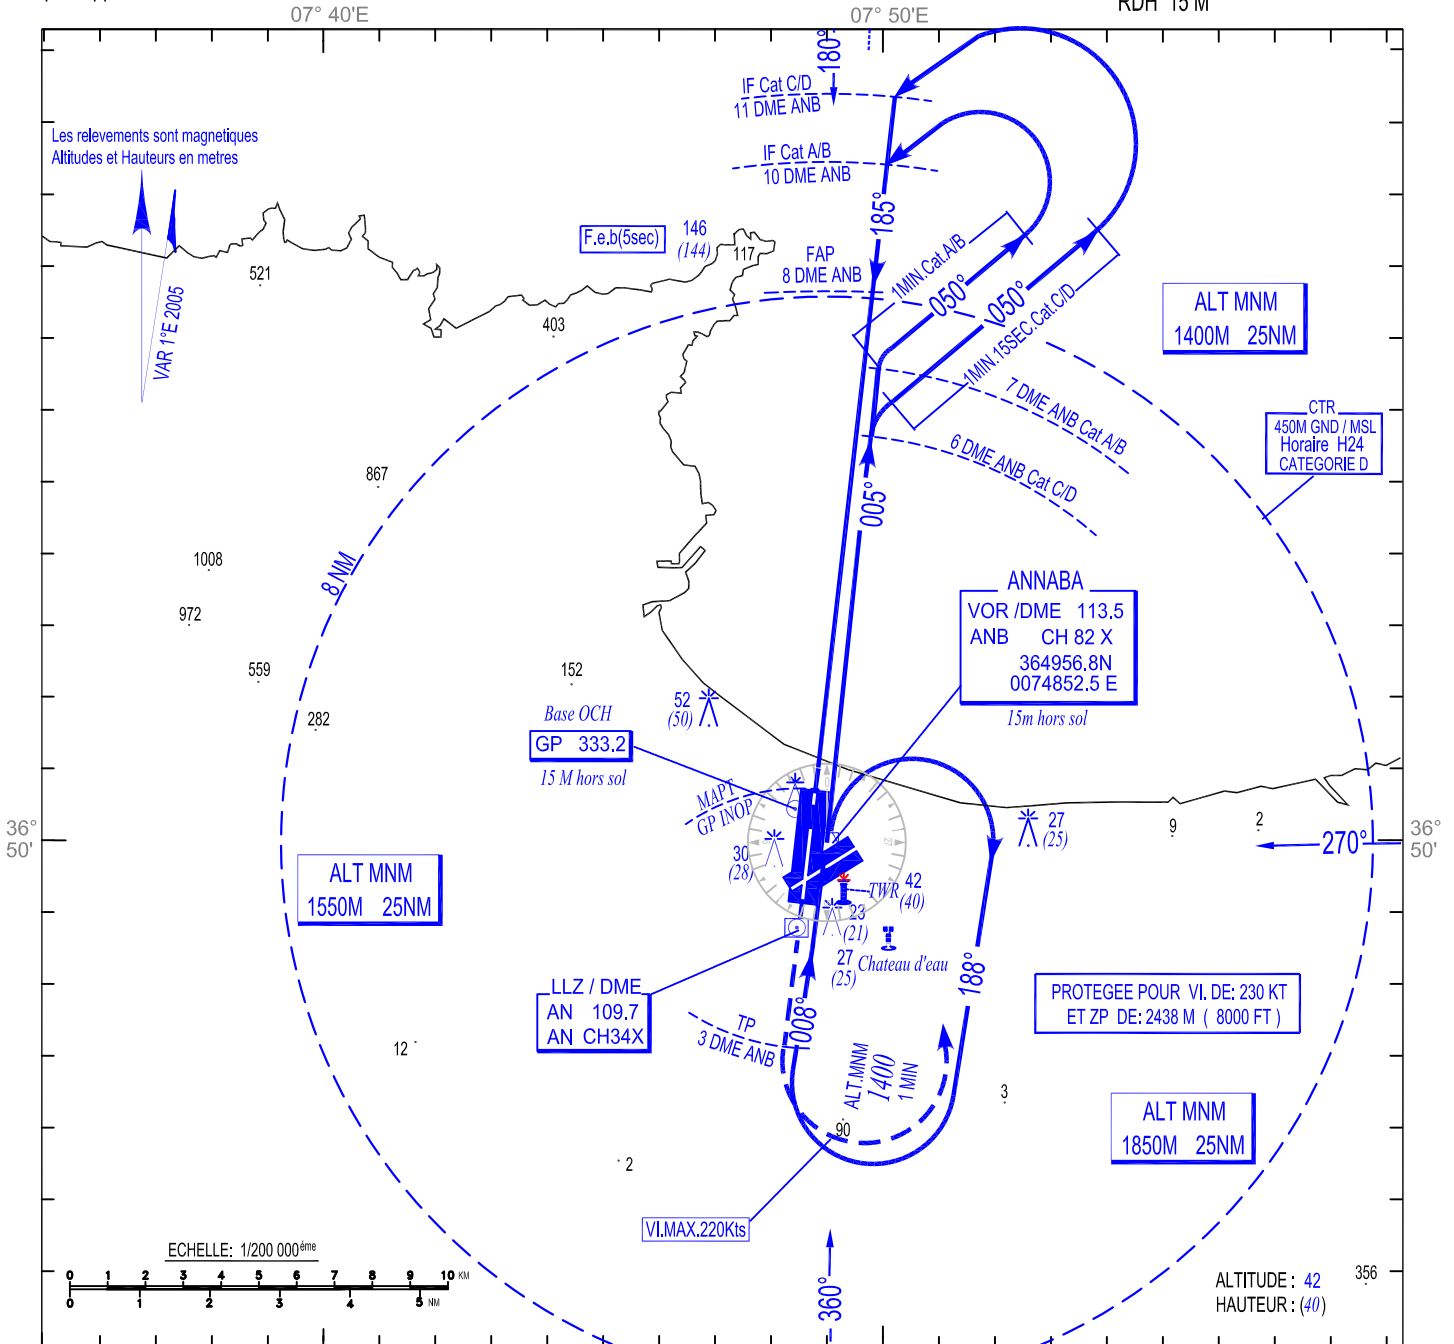 RDH 15 M
07° 40'E
07° 50'E
180°
IF Cat C/D
11 DME ANB
Les relevements sont magnetiques
Altitudes et Hauteurs en metres
IF Cat A/B
10 DME ANB
185°
F.e.b(5sec)
146
(144)
117
FAP
8 DME ANB
1MIN.Cat.A/B
050°
050°
1MIN.15SEC.Cat.C/D
521
VAR 1°E 2005
403
ALT MNM
1400M 25NM
7 DME ANB Cat A/B
6 DME ANB Cat C/D
CTR
450M GND / MSL
Horaire H24
CATEGORIE D
867
005°
1008
8 NM
972
ANNABA
VOR /DME 113.5
ANB CH 82 X
364956.8N
0074852.5 E
15m hors sol
559
152
282
52
(50)
Base OCH
GP 333.2
15 M hors sol
MAPT
GP INOP
36°
50'
30
(28)
27
(25)
9
2
270°
36°
50'
ALT MNM
1550M 25NM
TWR
42
(40)
23
(21)
27
(25)
Chateau d'eau
188°
LLZ / DME
AN 109.7
AN CH34X
PROTEGEE POUR VI. DE: 230 KT
ET ZP DE: 2438 M ( 8000 FT )
TP
3 DME ANB
1008°
12
ALT.MNM
1400
1 MIN
3
90
ALT MNM
1850M 25NM
2
VI.MAX.220Kts
ECHELLE: 1/200 000éme
0 1 2 3 4 5 6 7 8 9 10 KM
0 1 2 3 4 5 NM
360°
356
ALTITUDE : 42
HAUTEUR : (40)